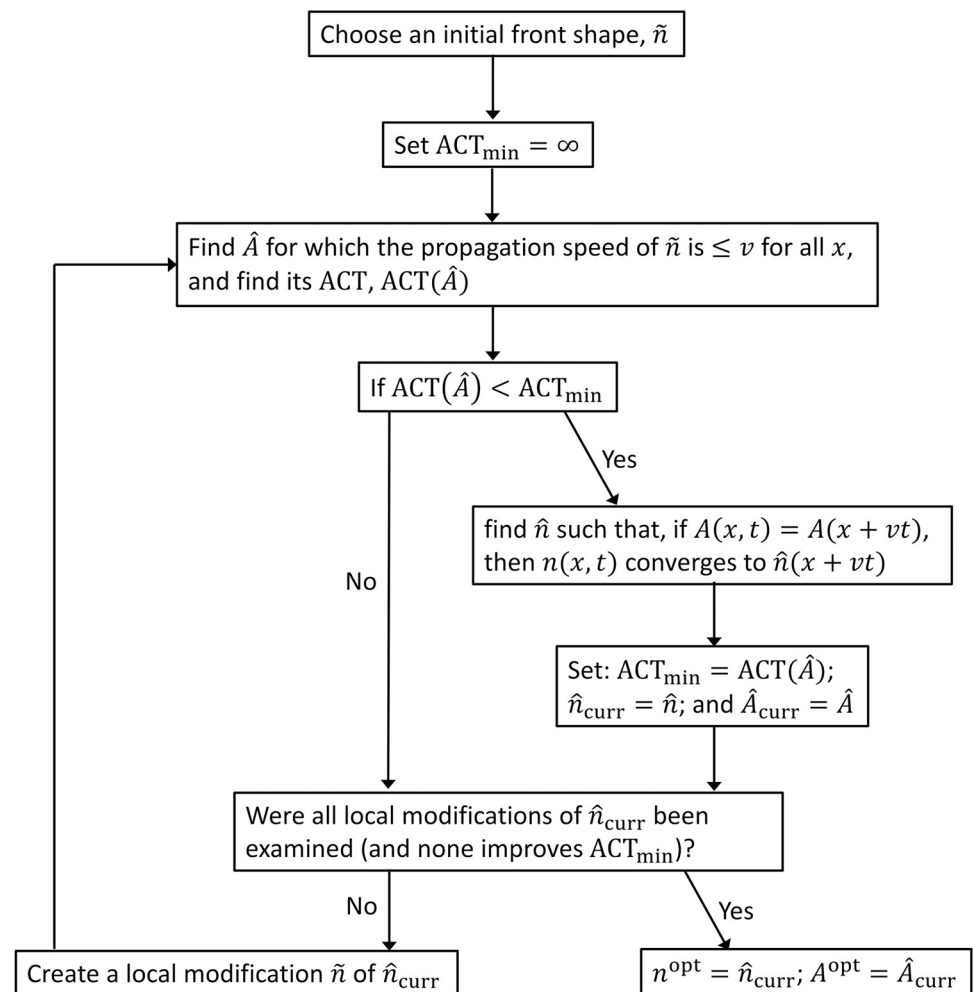 Choose an initial front shape, ñ
Set ACT_min = ∞
Find Â for which the propagation speed of ñ is ≤ v for all x,
and find its ACT, ACT(Â)
If ACT(Â) < ACT_min
Yes
find n̂ such that, if A(x, t) = A(x + vt),
then n(x, t) converges to n̂(x + vt)
No
Set: ACT_min = ACT(Â);
n̂_curr = n̂; and Â_curr = Â
Were all local modifications of n̂_curr been
examined (and none improves ACT_min)?
No
Yes
Create a local modification ñ of n̂_curr
n^opt = n̂_curr; A^opt = Â_curr